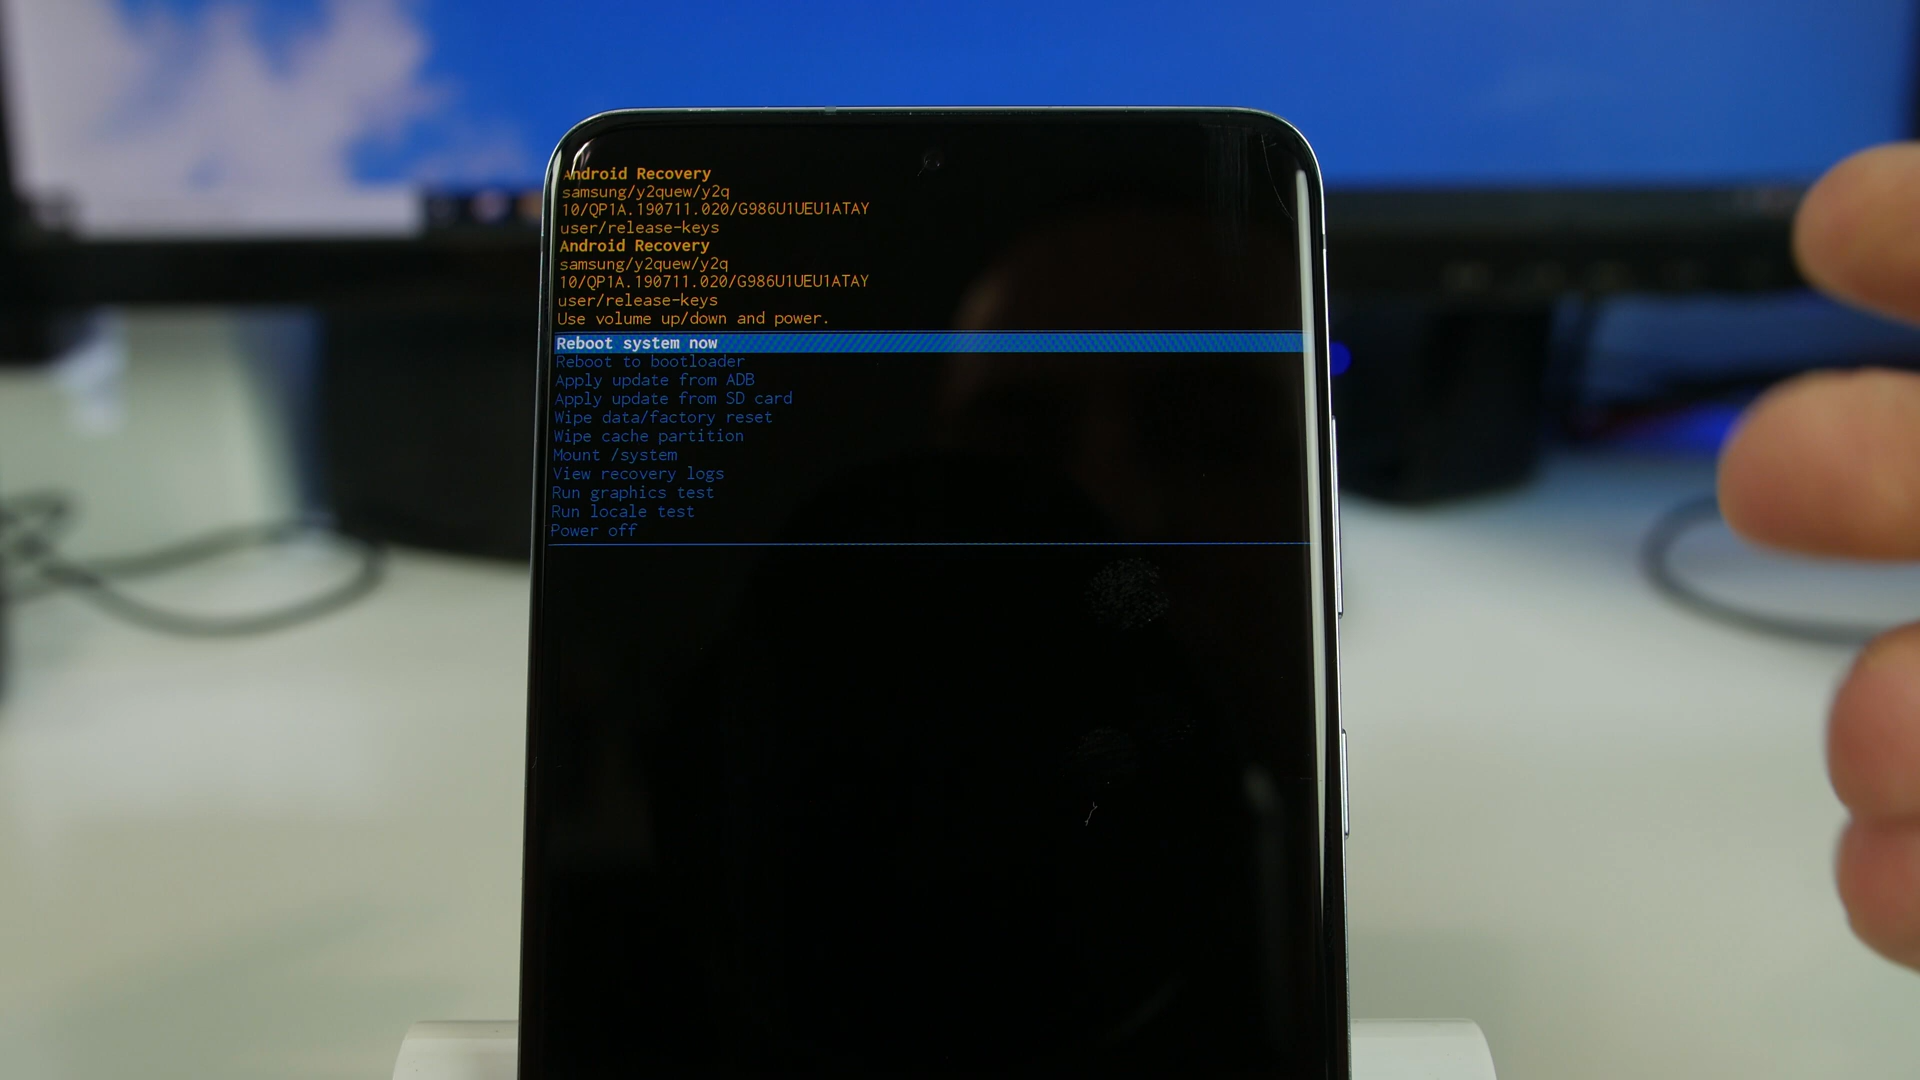 Android Recovery
samsung/y2quew/y2q
10/QP1A.190711.020/G986U1UEU1ATAY
user/release-keys
Android Recovery
samsung/y2quew/y2q
10/QP1A.190711.020/G986U1UEU1ATAY
user/release-keys
Use volume up/down and power.
Reboot system now
Reboot to bootloader
Apply update from ADB
Apply update from SD card
Wipe data/factory reset
Wipe cache partition
Mount /system
View recovery logs
Run graphics test
Run locale test
Power off